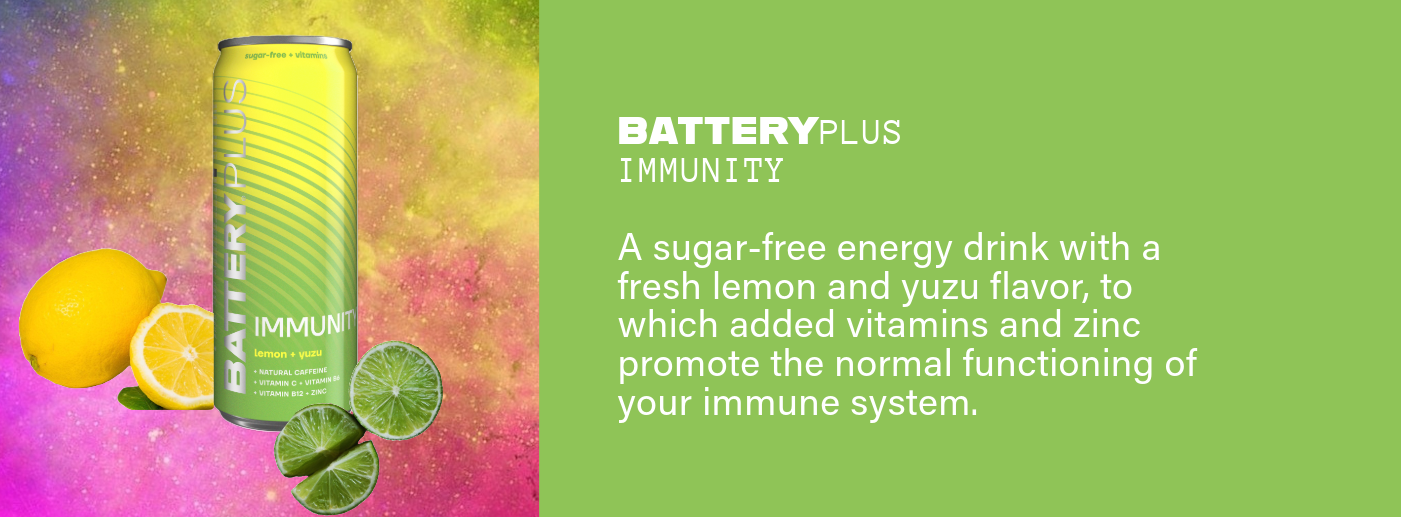 sugar-free + vitamins
BATTERYPLUS
IMMUNITY
lemon + yuzu
+ NATURAL CAFFEINE
+ VITAMIN C + VITAMIN B6
+ VITAMIN B12 + ZINC
BATTERYPLUS
IMMUNITY
A sugar-free energy drink with a
fresh lemon and yuzu flavor, to
which added vitamins and zinc
promote the normal functioning of
your immune system.